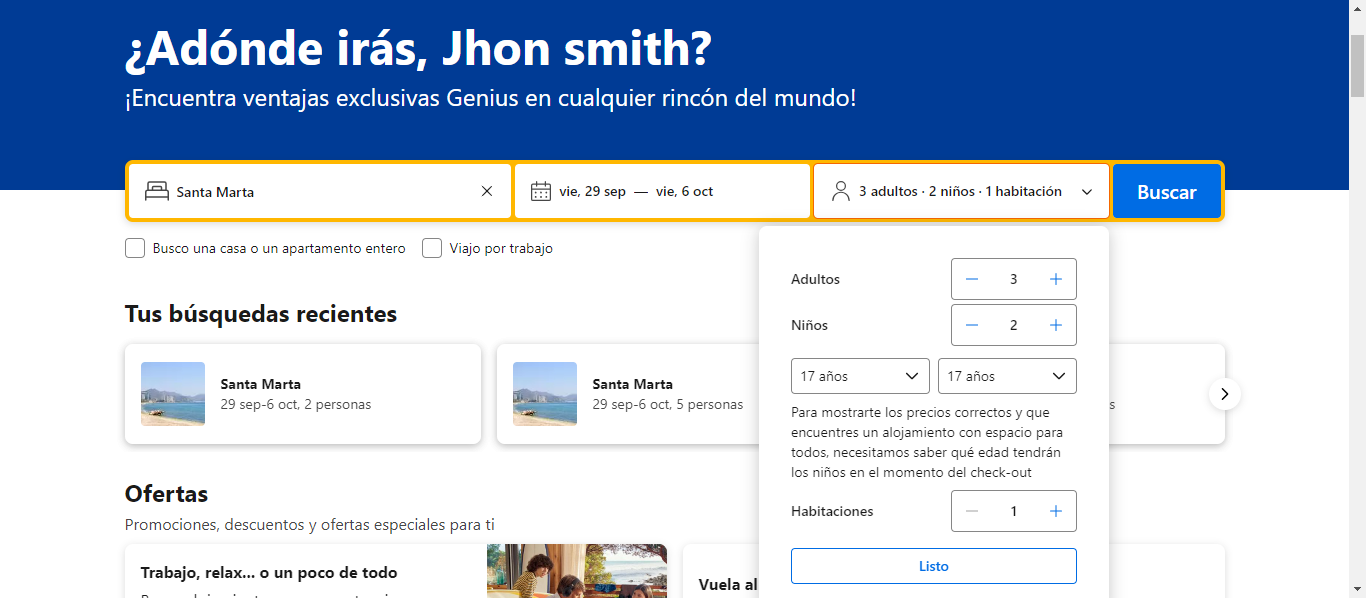 ¿Adónde irás, Jhon smith?
¡Encuentra ventajas exclusivas Genius en cualquier rincón del mundo!
Santa Marta
vie, 29 sep — vie, 6 oct
3 adultos · 2 niños · 1 habitación
Buscar
Busco una casa o un apartamento entero
Viajo por trabajo
Adultos
3
Niños
2
17 años
17 años
Para mostrarte los precios correctos y que
encuentres un alojamiento con espacio para
todos, necesitamos saber qué edad tendrán
los niños en el momento del check-out
Habitaciones
1
Listo
Tus búsquedas recientes
Santa Marta
29 sep-6 oct, 2 personas
Santa Marta
29 sep-6 oct, 5 personas
s
Ofertas
Promociones, descuentos y ofertas especiales para ti
Trabajo, relax... o un poco de todo
Vuela al